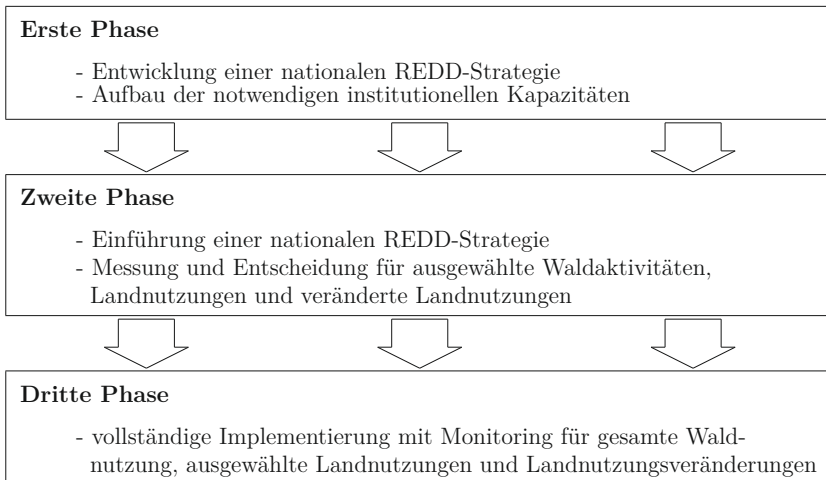 Erste Phase
- Entwicklung einer nationalen REDD-Strategie
- Aufbau der notwendigen institutionellen Kapazitäten
Zweite Phase
- Einführung einer nationalen REDD-Strategie
- Messung und Entscheidung für ausgewählte Waldaktivitäten,
Landnutzungen und veränderte Landnutzungen
Dritte Phase
- vollständige Implementierung mit Monitoring für gesamte Wald-
nutzung, ausgewählte Landnutzungen und Landnutzungsveränderungen